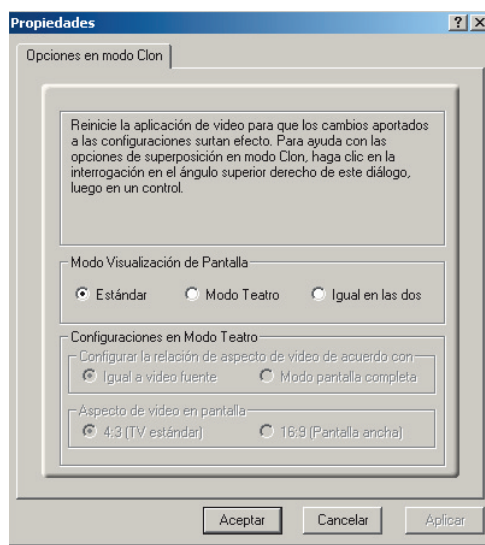 Propiedades
Opciones en modo Clon
Reinicie la aplicación de video para que los cambios aportados
a las configuraciones surtan efecto. Para ayuda con las
opciones de superposición en modo Clon, haga clic en la
interrogación en el ángulo superior derecho de este diálogo,
luego en un control.
Modo Visualización de Pantalla
Estándar Modo Teatro Igual en las dos
Configuraciones en Modo Teatro
Configurar la relación de aspecto de video de acuerdo con
Igual a video fuente Modo pantalla completa
Aspecto de video en pantalla
4:3 (TV estándar) 16:9 (Pantalla ancha)
Aceptar Cancelar Aplicar